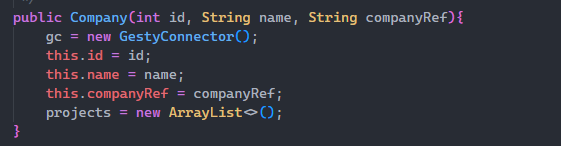 public Company(int id, String name, String companyRef){
gc = new GestyConnector();
this.id = id;
this.name = name;
this.companyRef = companyRef;
projects = new ArrayList<>();
}